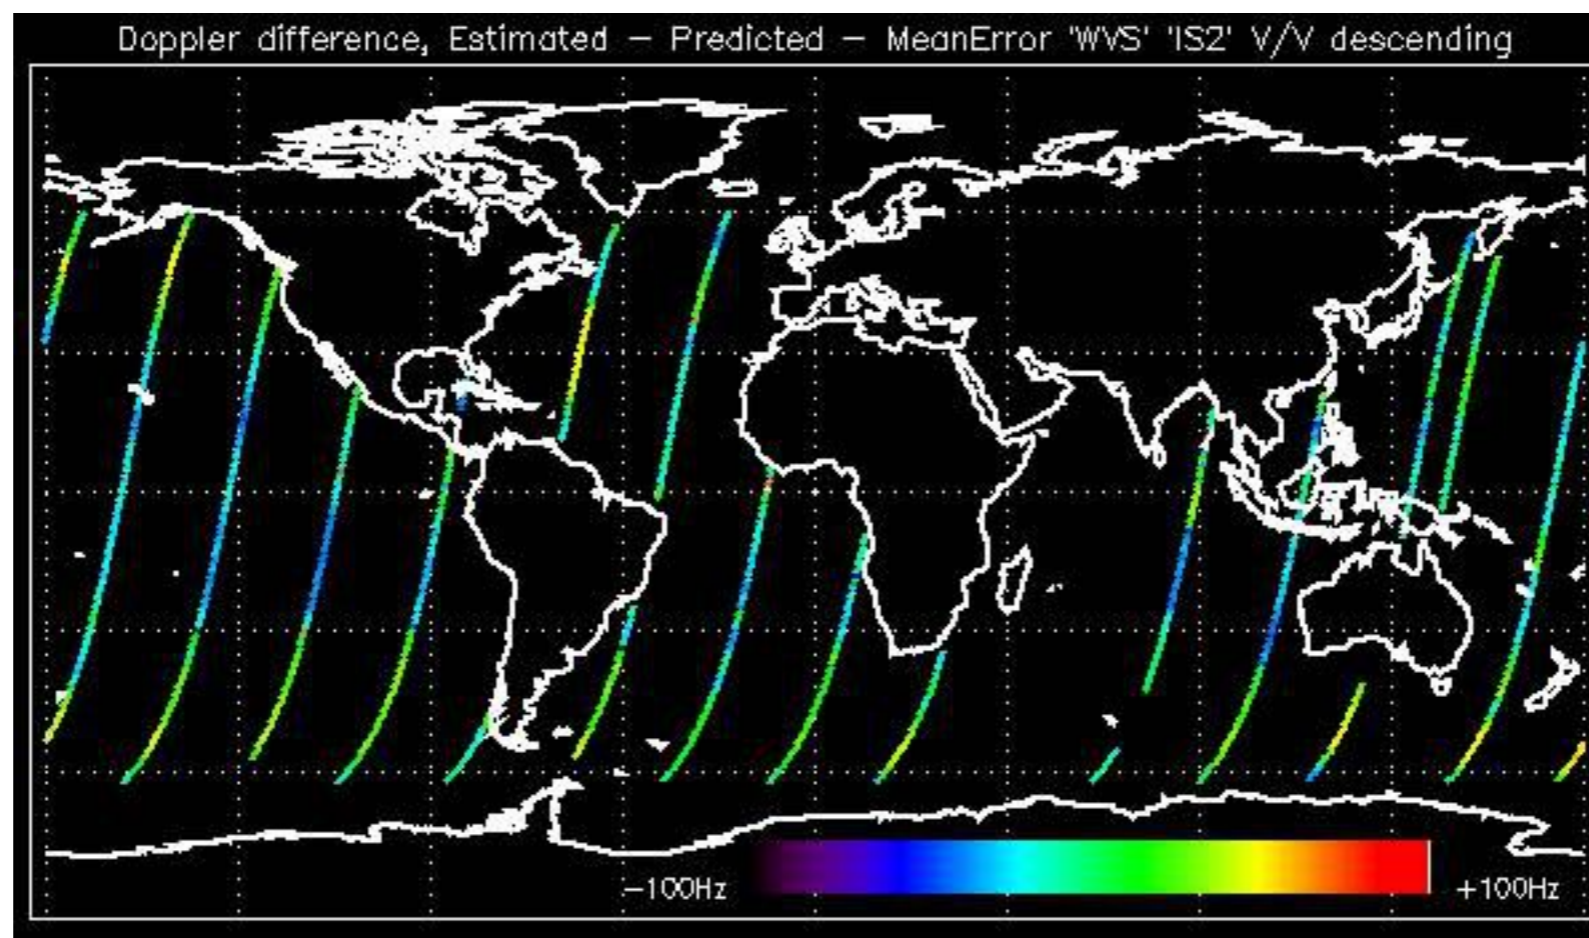 Doppler difference, Estimated – Predicted – MeanError 'WVS' 'IS2' V/V descending
–100Hz +100Hz